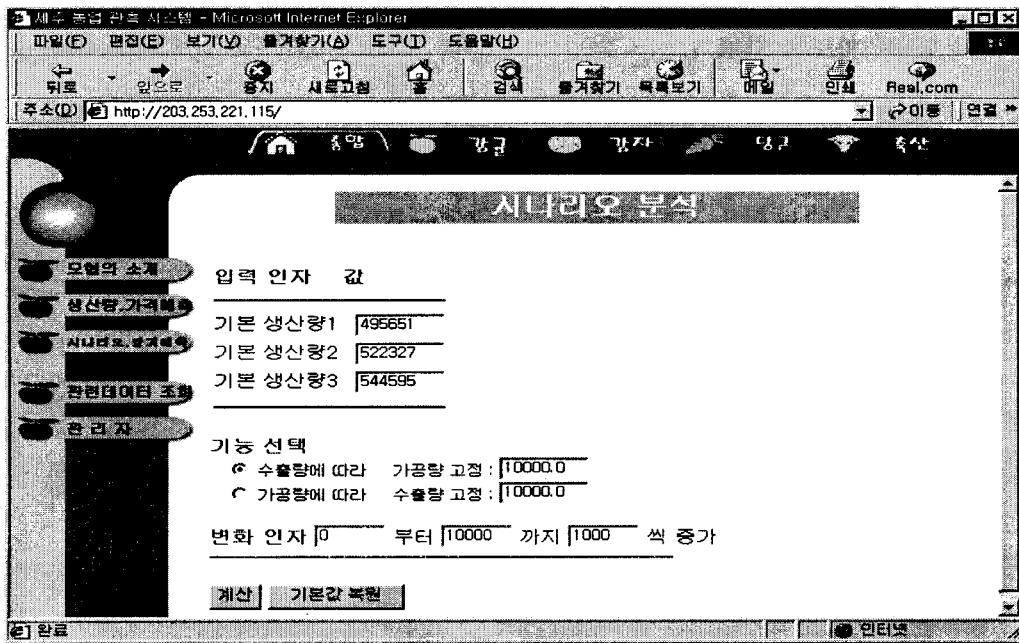 제주 농업 관측 시스템 - Microsoft Internet Explorer
파일(F) 편집(E) 보기(V) 즐겨찾기(A) 도구(T) 도움말(H)
뒤로 앞으로 중지 새로고침 홈 검색 즐겨찾기 목록보기 메일 인쇄 Real.com
주소(D) http://203.253.221.115/ 이동 연결 »
종합 감귤 감자 당근 축산
시나리오 분석
모형의 소개
생산량,가격예측
관련데이터 조회
관리자
입력 인자 값
기본 생산량1 495651
기본 생산량2 522327
기본 생산량3 544595
기능 선택
수출량에 따라 가공량 고정 : 10000.0
가공량에 따라 수출량 고정 : 10000.0
변화 인자 0 부터 10000 까지 1000 씩 증가
계산 기본값 복원
완료 인터넷